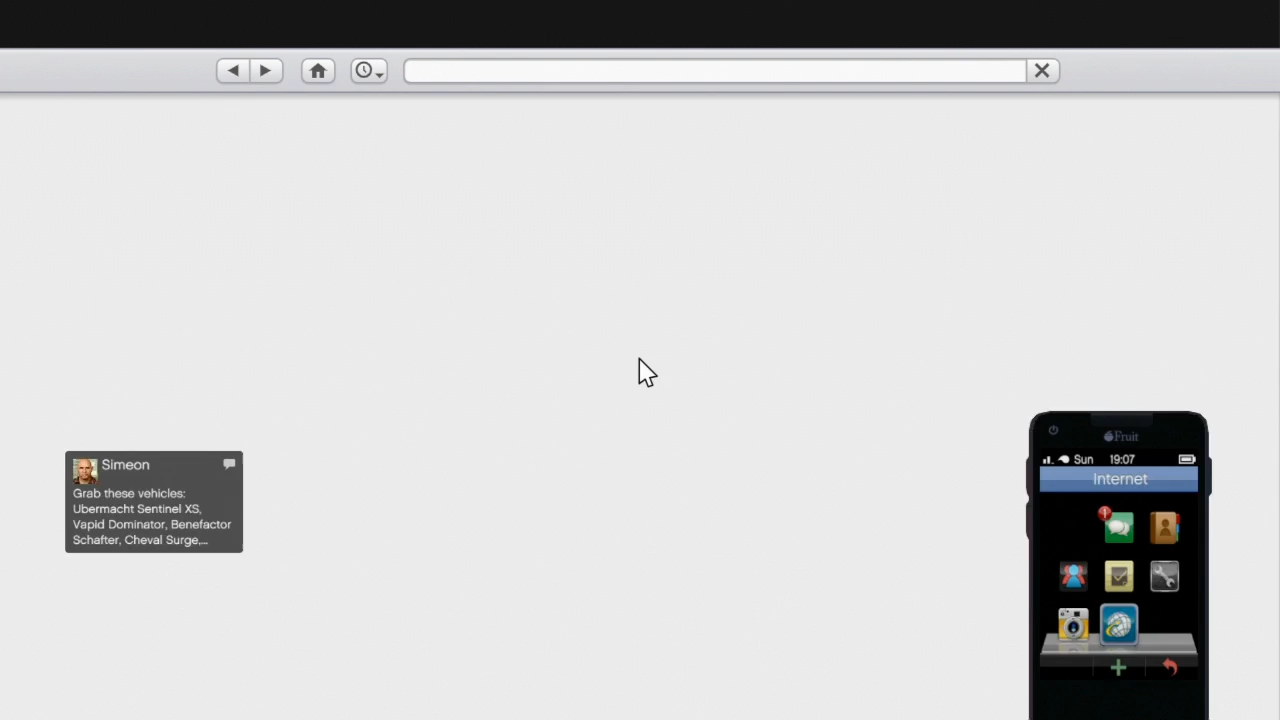 Simeon
Grab these vehicles:
Ubermacht Sentinel XS,
Vapid Dominator, Benefactor
Schafter, Cheval Surge,...
Fruit
Sun 19:07
Internet